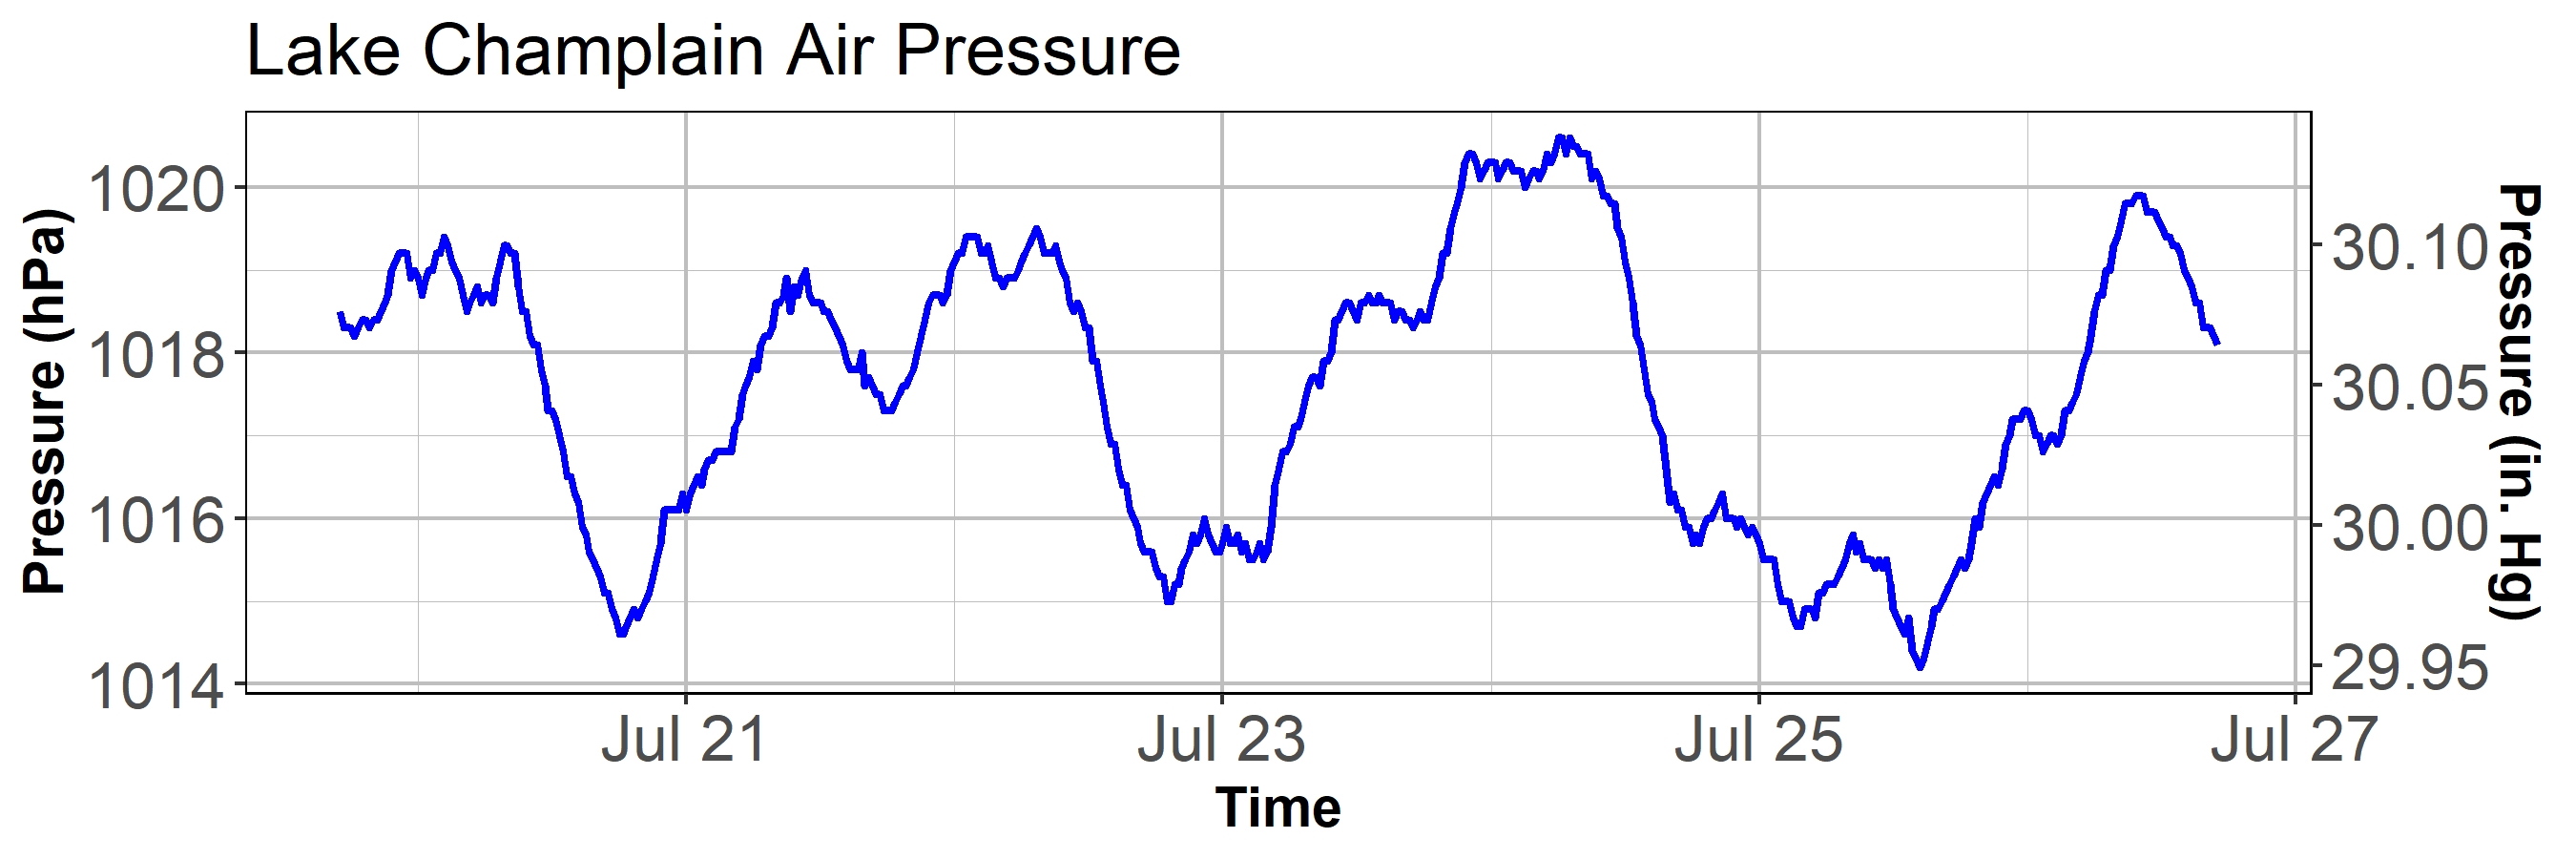 Lake Champlain Air Pressure
Pressure (hPa)
1020
1018
1016
1014
30.10
30.05
30.00
29.95
Pressure (in. Hg)
Jul 21
Jul 23
Jul 25
Jul 27
Time